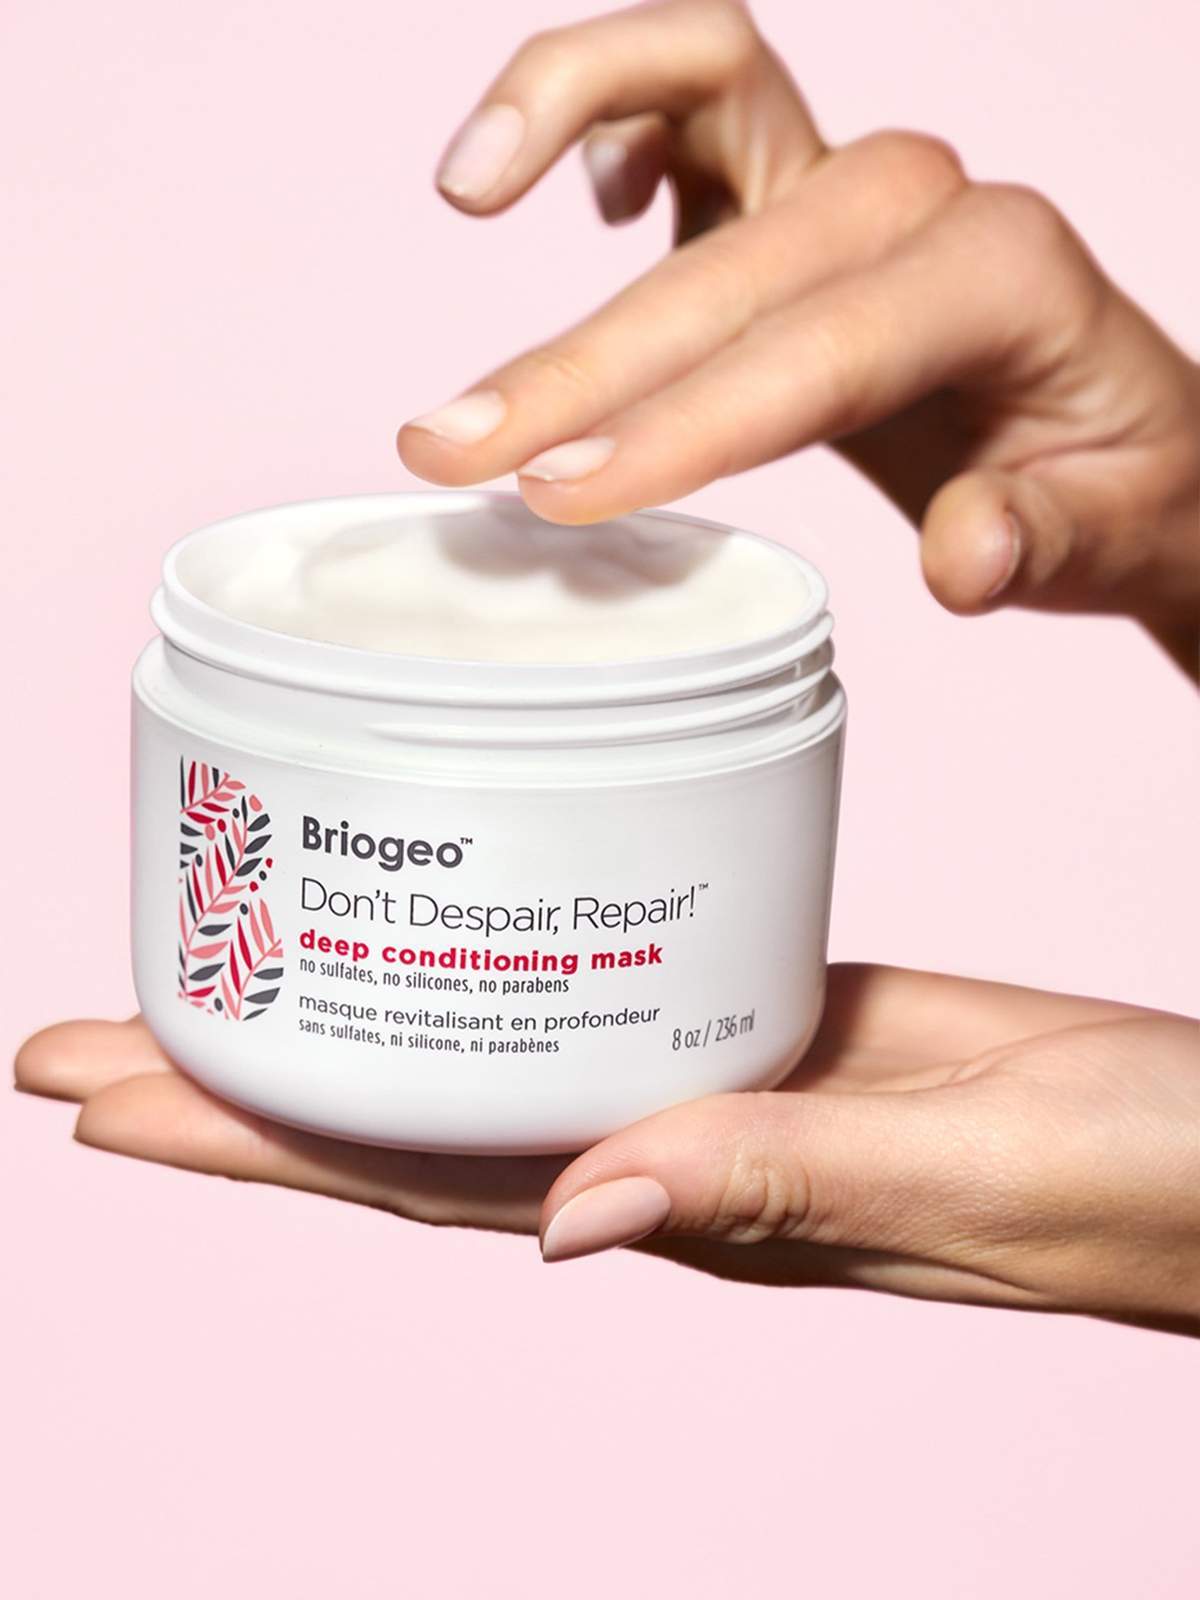 Briogeo™
Don't Despair, Repair!™
deep conditioning mask
no sulfates, no silicones, no parabens
masque revitalisant en profondeur
sans sulfates, ni silicone, ni parabènes
8 oz / 236 ml